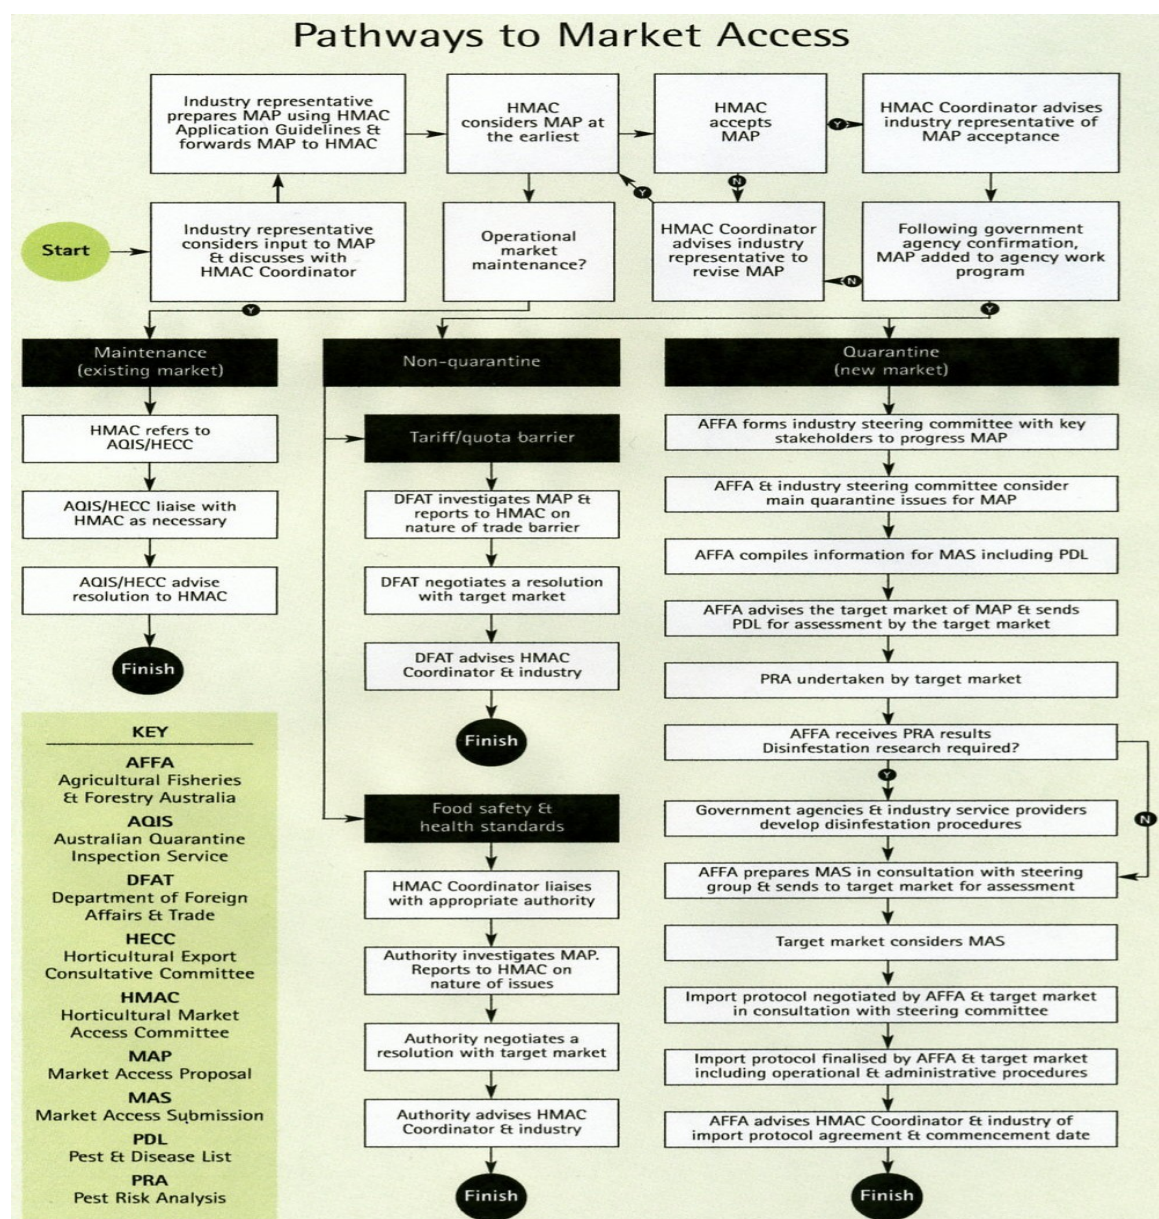 Pathways to Market Access
Industry representative
prepares MAP using HMAC
Application Guidelines &
forwards MAP to HMAC
HMAC
considers MAP at
the earliest
HMAC
accepts
MAP
Y
HMAC Coordinator advises
industry representative of
MAP acceptance
N
Y
Start
Industry representative
considers input to MAP
& discusses with
HMAC Coordinator
Operational
market
maintenance?
HMAC Coordinator
advises industry
representative to
revise MAP
N
Following government
agency confirmation,
MAP added to agency work
program
Y
Y
Maintenance
(existing market)
HMAC refers to
AQIS/HECC
AQIS/HECC liaise with
HMAC as necessary
AQIS/HECC advise
resolution to HMAC
Finish
Non-quarantine
Tariff/quota barrier
DFAT investigates MAP &
reports to HMAC on
nature of trade barrier
DFAT negotiates a resolution
with target market
DFAT advises HMAC
Coordinator & industry
Finish
Food safety &
health standards
HMAC Coordinator liaises
with appropriate authority
Authority investigates MAP.
Reports to HMAC on
nature of issues
Authority negotiates a
resolution with target market
Authority advises HMAC
Coordinator & industry
Finish
Quarantine
(new market)
AFFA forms industry steering committee with key
stakeholders to progress MAP
AFFA & industry steering committee consider
main quarantine issues for MAP
AFFA compiles information for MAS including PDL
AFFA advises the target market of MAP & sends
PDL for assessment by the target market
PRA undertaken by target market
AFFA receives PRA results
Disinfestation research required?
Y
N
Government agencies & industry service providers
develop disinfestation procedures
AFFA prepares MAS in consultation with steering
group & sends to target market for assessment
Target market considers MAS
Import protocol negotiated by AFFA & target market
in consultation with steering committee
Import protocol finalised by AFFA & target market
including operational & administrative procedures
AFFA advises HMAC Coordinator & industry of
import protocol agreement & commencement date
Finish
KEY
AFFA
Agricultural Fisheries
& Forestry Australia
AQIS
Australian Quarantine
Inspection Service
DFAT
Department of Foreign
Affairs & Trade
HECC
Horticultural Export
Consultative Committee
HMAC
Horticultural Market
Access Committee
MAP
Market Access Proposal
MAS
Market Access Submission
PDL
Pest & Disease List
PRA
Pest Risk Analysis